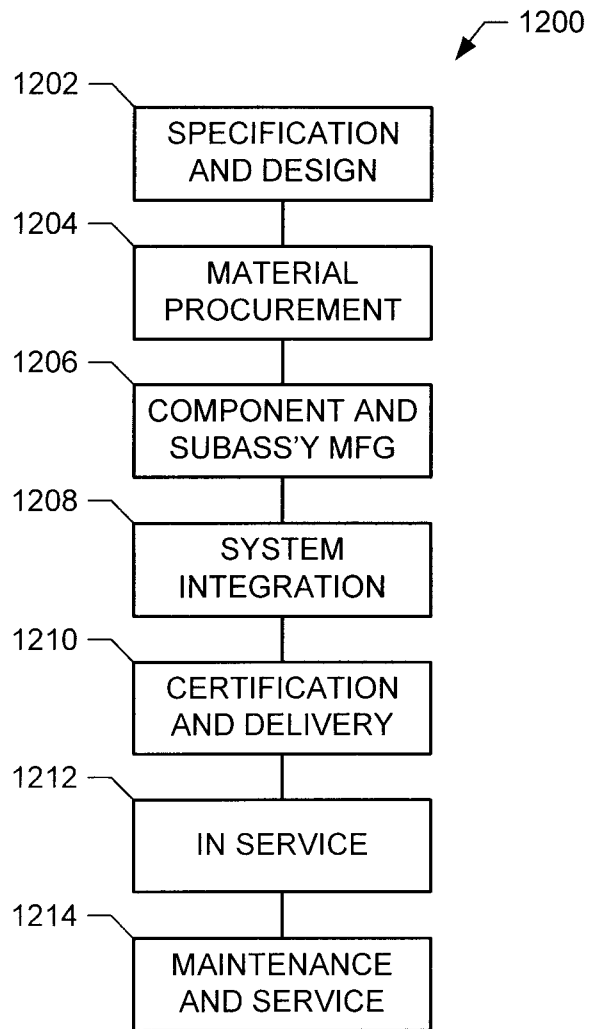 1200
1202
SPECIFICATION
AND DESIGN
1204
MATERIAL
PROCUREMENT
1206
COMPONENT AND
SUBASS'Y MFG
1208
SYSTEM
INTEGRATION
1210
CERTIFICATION
AND DELIVERY
1212
IN SERVICE
1214
MAINTENANCE
AND SERVICE